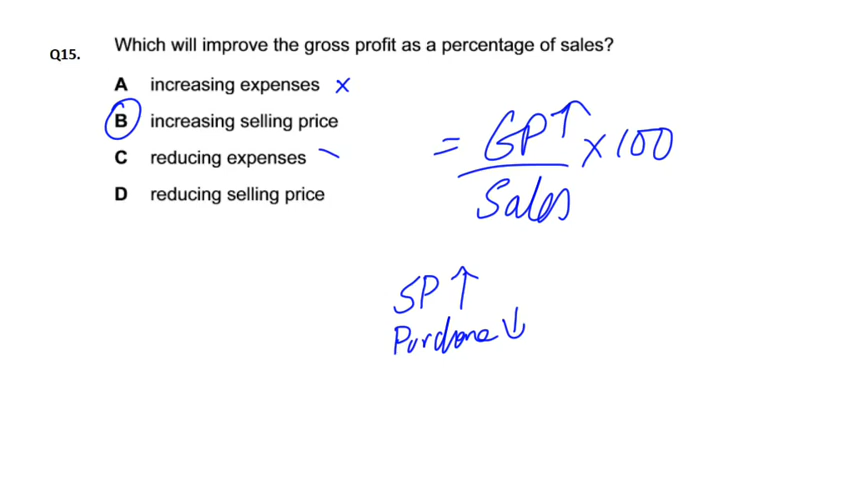 Q15. Which will improve the gross profit as a percentage of sales?
A increasing expenses x
B increasing selling price
C reducing expenses
D reducing selling price
= GP↑ x 100
Sales
SP ↑
Purchase ↓